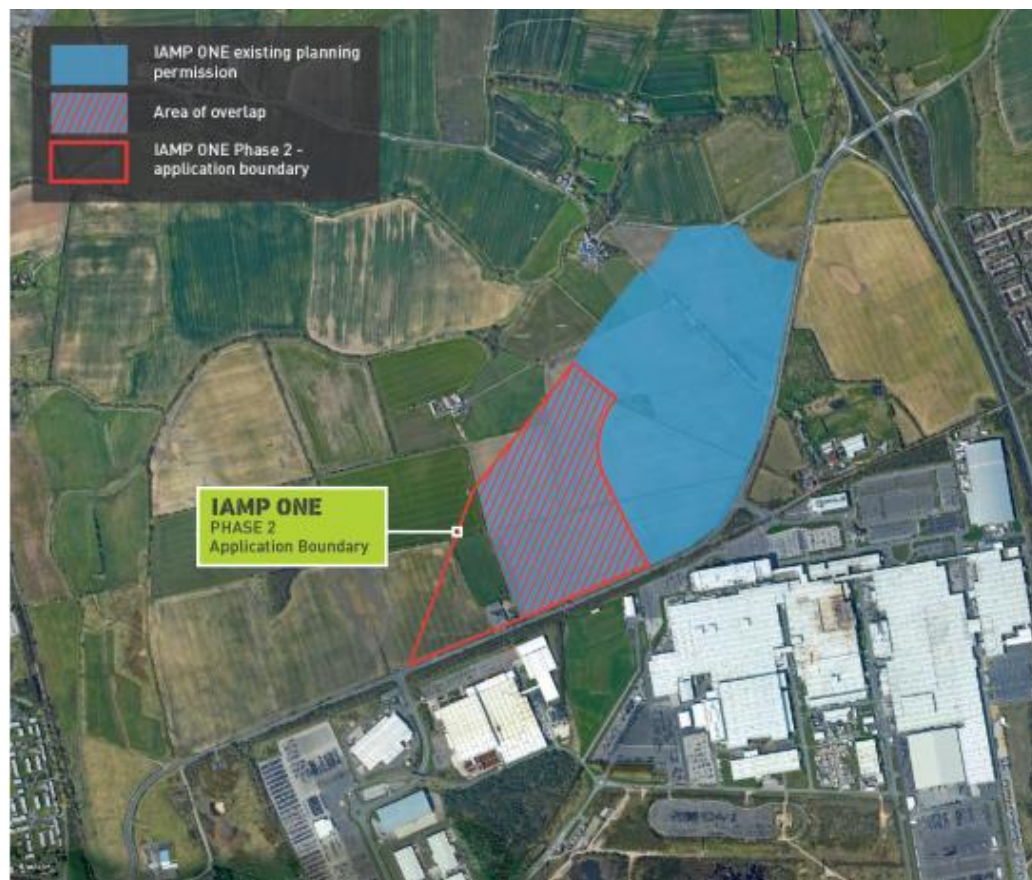 IAMP ONE existing planning
permission
Area of overlap
IAMP ONE Phase 2 -
application boundary
IAMP ONE
PHASE 2
Application Boundary